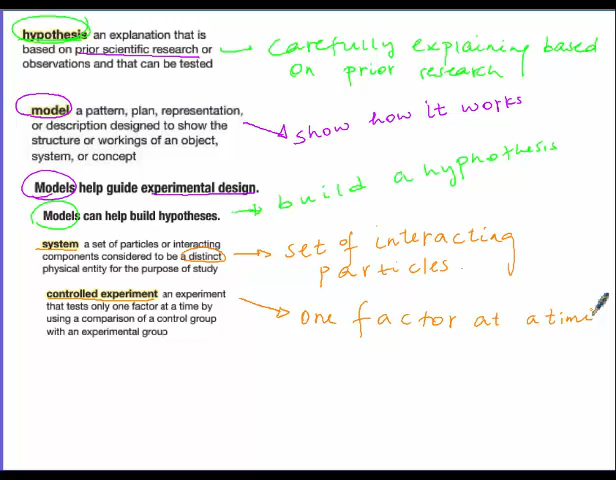 hypothesis an explanation that is
based on prior scientific research or
observations and that can be tested
Carefully explaining based
on prior research
model a pattern, plan, representation,
or description designed to show the
structure or workings of an object,
system, or concept
show how it works
Models help guide experimental design.
Models can help build hypotheses.
build a hyphothesis
system a set of particles or interacting
components considered to be a distinct
physical entity for the purpose of study
set of interacting
particles.
controlled experiment an experiment
that tests only one factor at a time by
using a comparison of a control group
with an experimental group
one factor at a time